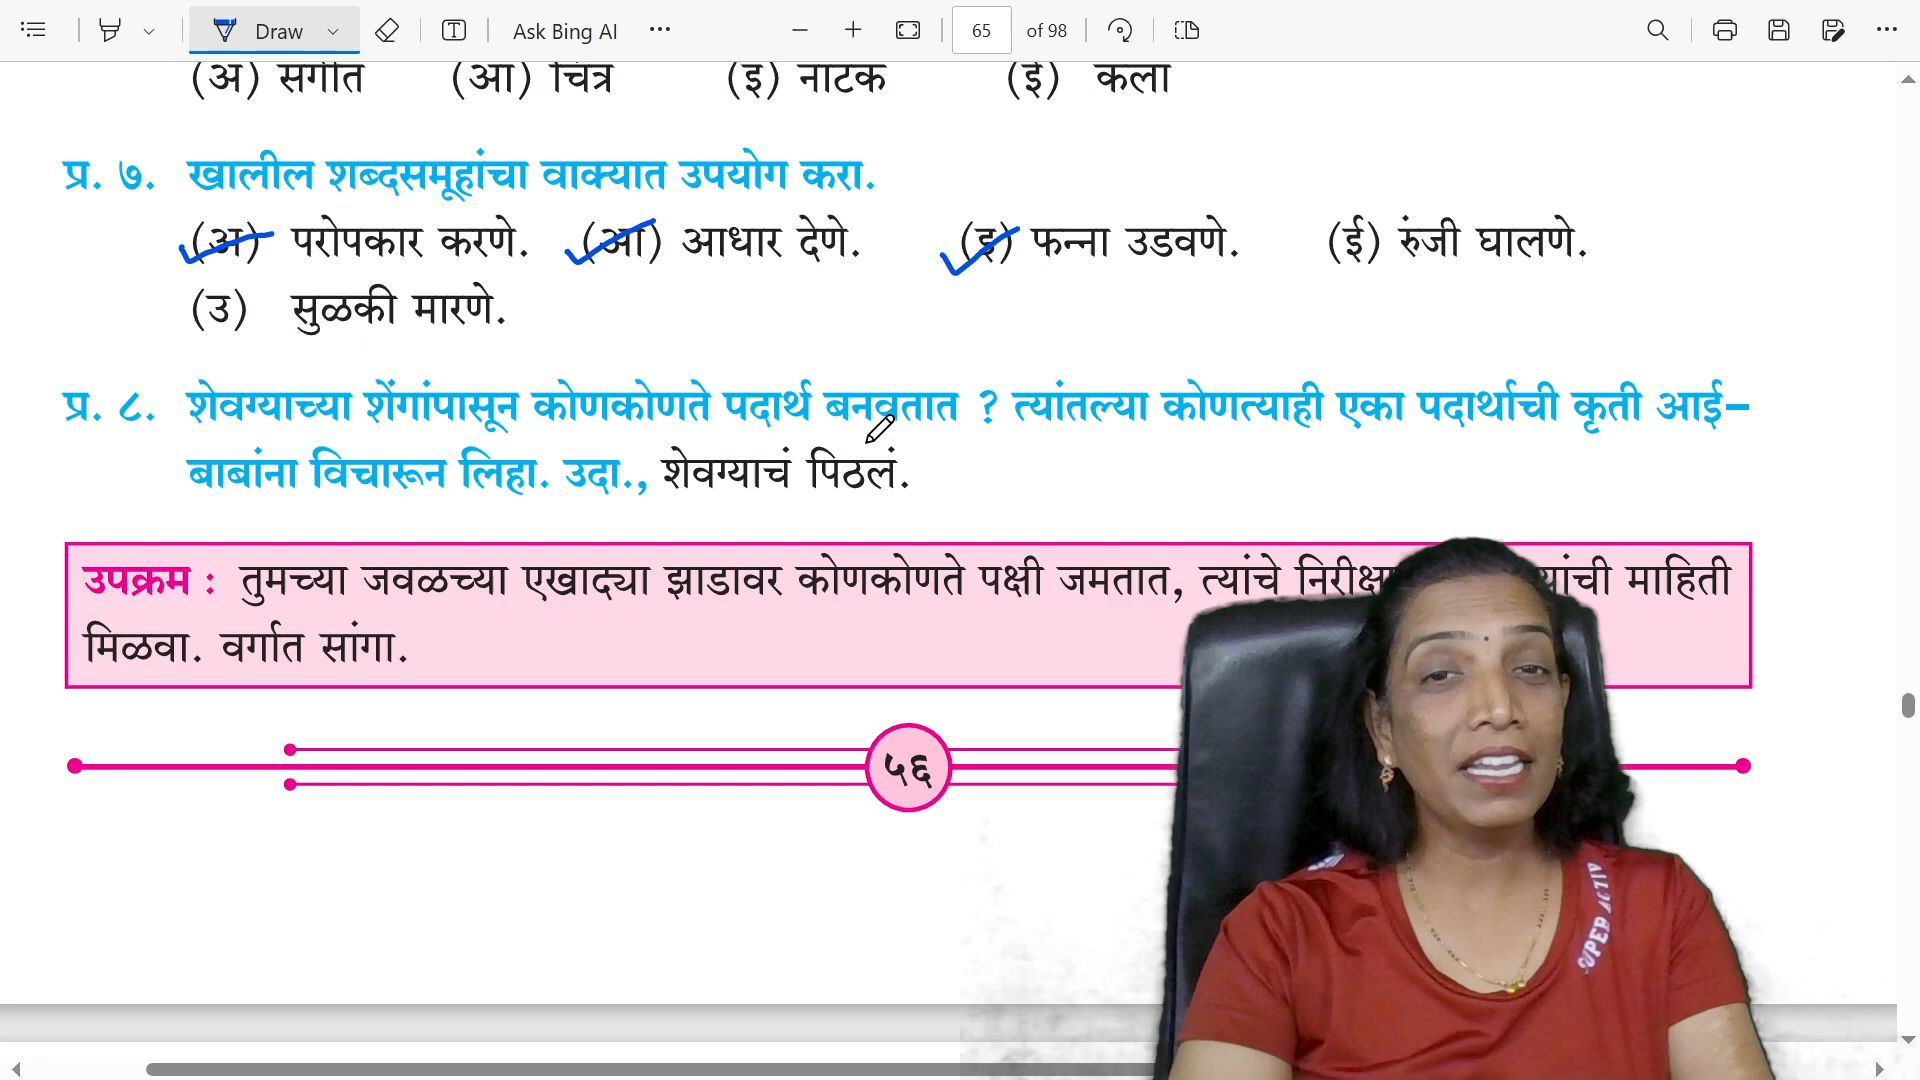 Draw
Ask Bing AI
65 of 98
(अ) संगीत (आ) चित्र (इ) नाटक (ई) कला
प्र. ७. खालील शब्दसमूहांचा वाक्यात उपयोग करा.
(अ) परोपकार करणे. (आ) आधार देणे. (इ) फन्ना उडवणे. (ई) रुंजी घालणे.
(उ) सुळकी मारणे.
प्र. ८. शेवग्याच्या शेंगांपासून कोणकोणते पदार्थ बनवतात ? त्यांतल्या कोणत्याही एका पदार्थाची कृती आई–
बाबांना विचारून लिहा. उदा., शेवग्याचं पिठलं.
उपक्रम : तुमच्या जवळच्या एखाद्या झाडावर कोणकोणते पक्षी जमतात, त्यांचे माहिती
मिळवा. वर्गात सांगा.
५६